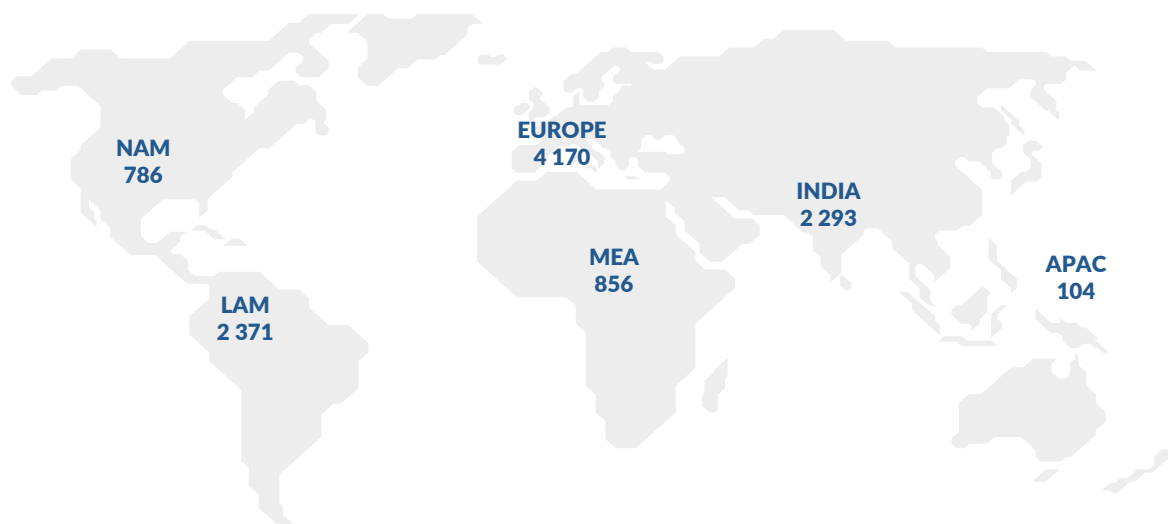 NAM
786
EUROPE
4 170
INDIA
2 293
MEA
856
APAC
104
LAM
2 371